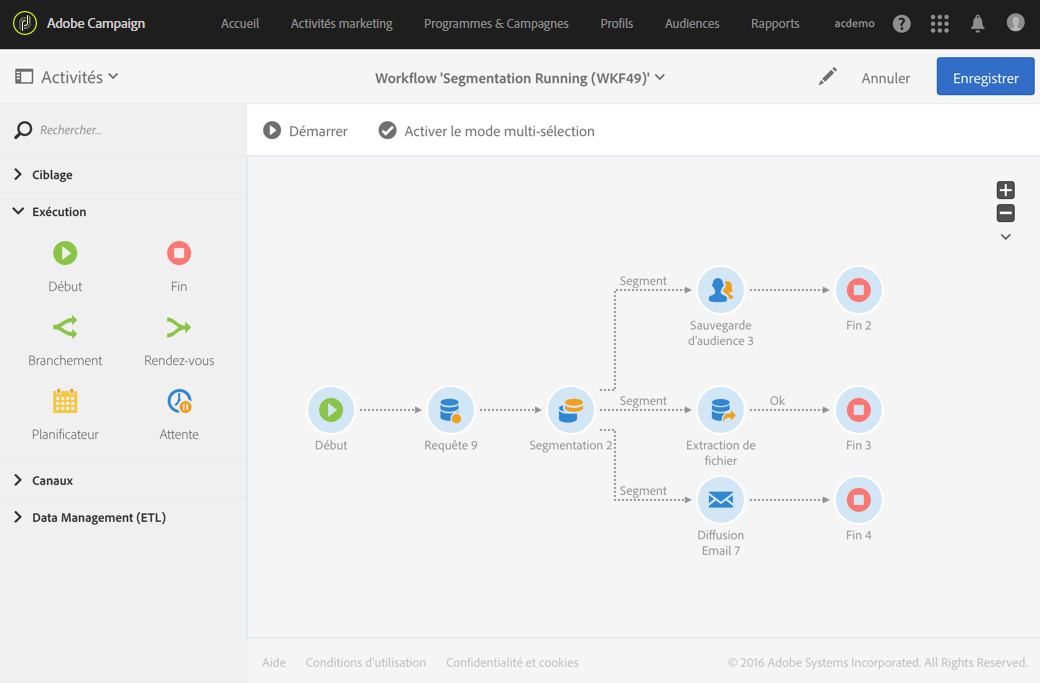 Adobe Campaign
Accueil
Activités marketing
Programmes & Campagnes
Profils
Audiences
Rapports
acdemo
?
Activités
Workflow 'Segmentation Running (WKF49)'
Annuler
Enregistrer
Rechercher...
Démarrer
Activer le mode multi-sélection
Ciblage
Exécution
Début
Fin
Branchement
Rendez-vous
Planificateur
Attente
Canaux
Data Management (ETL)
Segment
Sauvegarde
d'audience 3
Fin 2
Début
Requête 9
Segmentation 2
Segment
Extraction de
fichier
Ok
Fin 3
Segment
Diffusion
Email 7
Fin 4
Aide
Conditions d'utilisation
Confidentialité et cookies
© 2016 Adobe Systems Incorporated. All Rights Reserved.